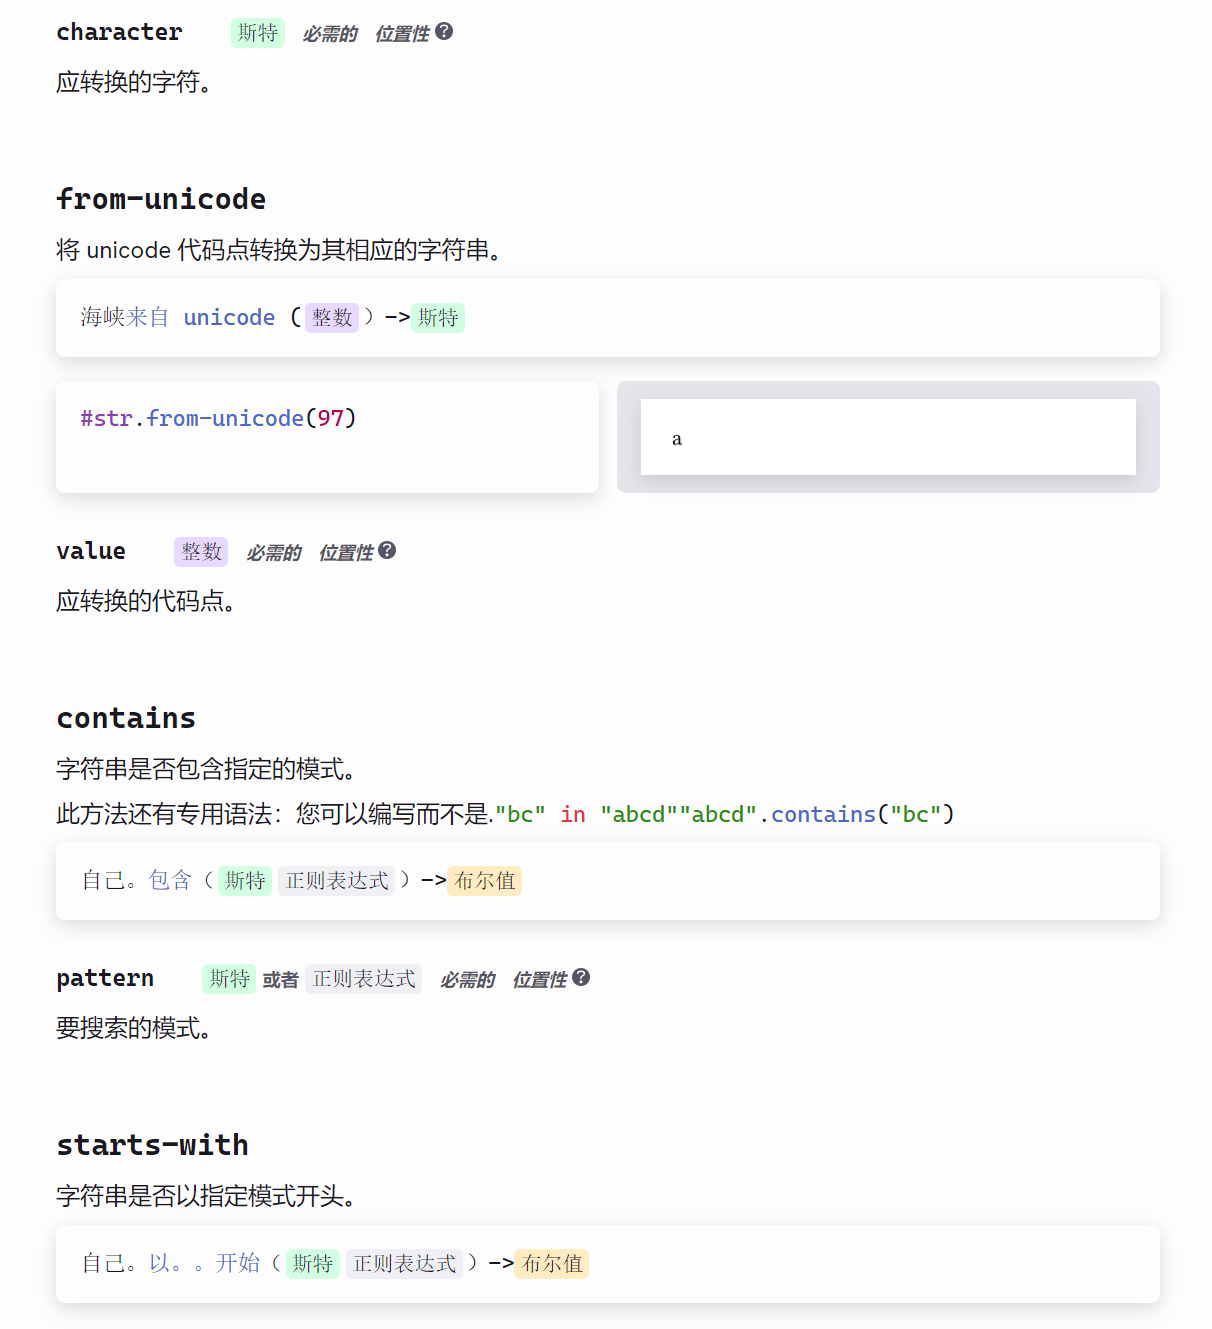 character 斯特 必需的 位置性 ?
应转换的字符。
from-unicode
将 unicode 代码点转换为其相应的字符串。
海峡来自 unicode (整数）->斯特
#str.from-unicode(97)
a
value 整数 必需的 位置性 ?
应转换的代码点。
contains
字符串是否包含指定的模式。
此方法还有专用语法：您可以编写而不是."bc" in "abcd""abcd".contains("bc")
自己。包含（斯特 正则表达式）->布尔值
pattern 斯特 或者 正则表达式 必需的 位置性 ?
要搜索的模式。
starts-with
字符串是否以指定模式开头。
自己。以。。开始（斯特 正则表达式）->布尔值